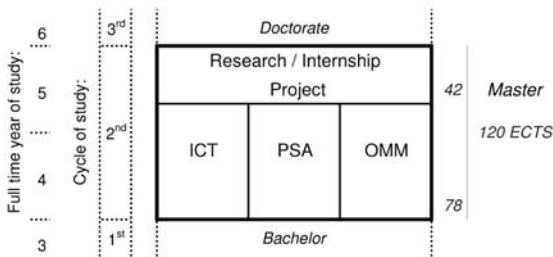 Full time year of study:
6
5
4
3
Cycle of study:
3rd
2nd
1st
Doctorate
Research / Internship
Project
ICT
PSA
OMM
Bachelor
42
78
Master
120 ECTS